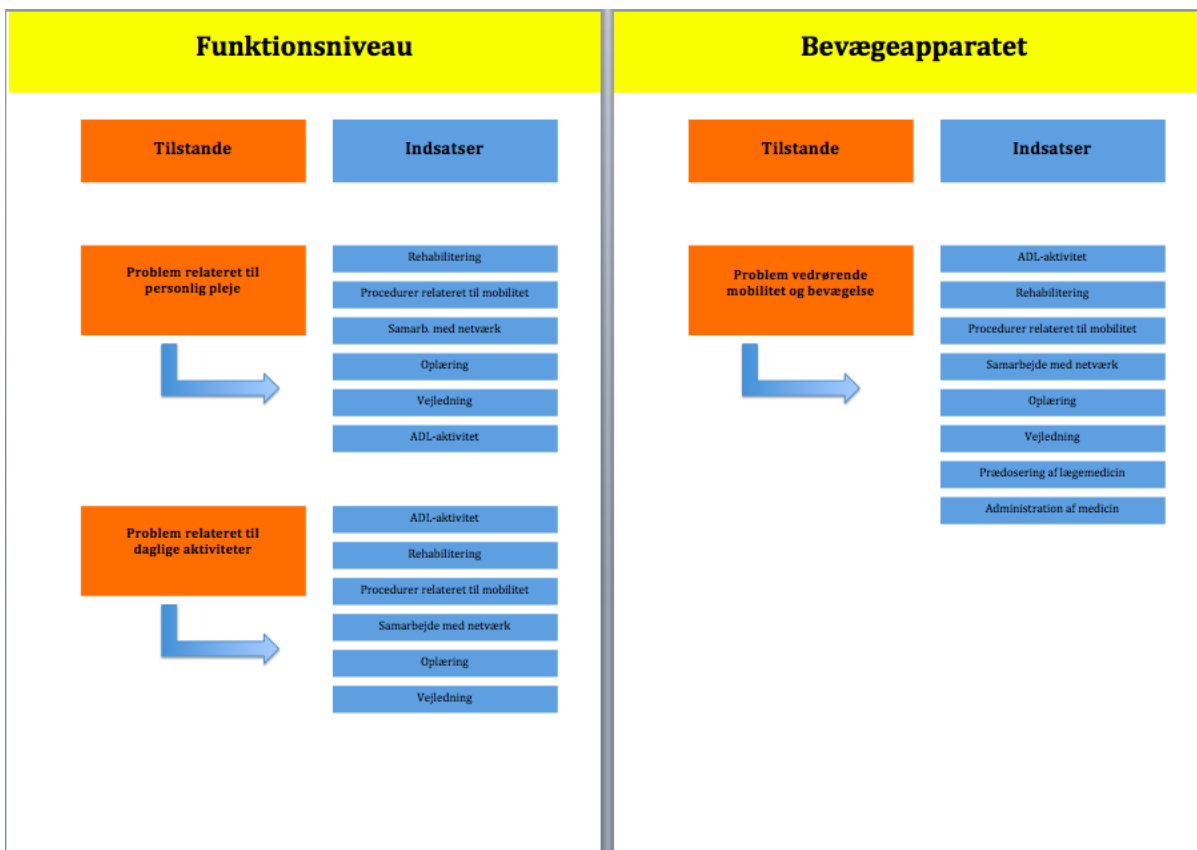 Funktionsniveau
Tilstande
Indsatser
Problem relateret til
personlig pleje
Rehabilitering
Procedurer relateret til mobilitet
Samarb. med netværk
Oplæring
Vejledning
ADL-aktivitet
Problem relateret til
daglige aktiviteter
ADL-aktivitet
Rehabilitering
Procedurer relateret til mobilitet
Samarbejde med netværk
Oplæring
Vejledning
Bevægeapparatet
Tilstande
Indsatser
Problem vedrørende
mobilitet og bevægelse
ADL-aktivitet
Rehabilitering
Procedurer relateret til mobilitet
Samarbejde med netværk
Oplæring
Vejledning
Prædosering af lægemedicin
Administration af medicin